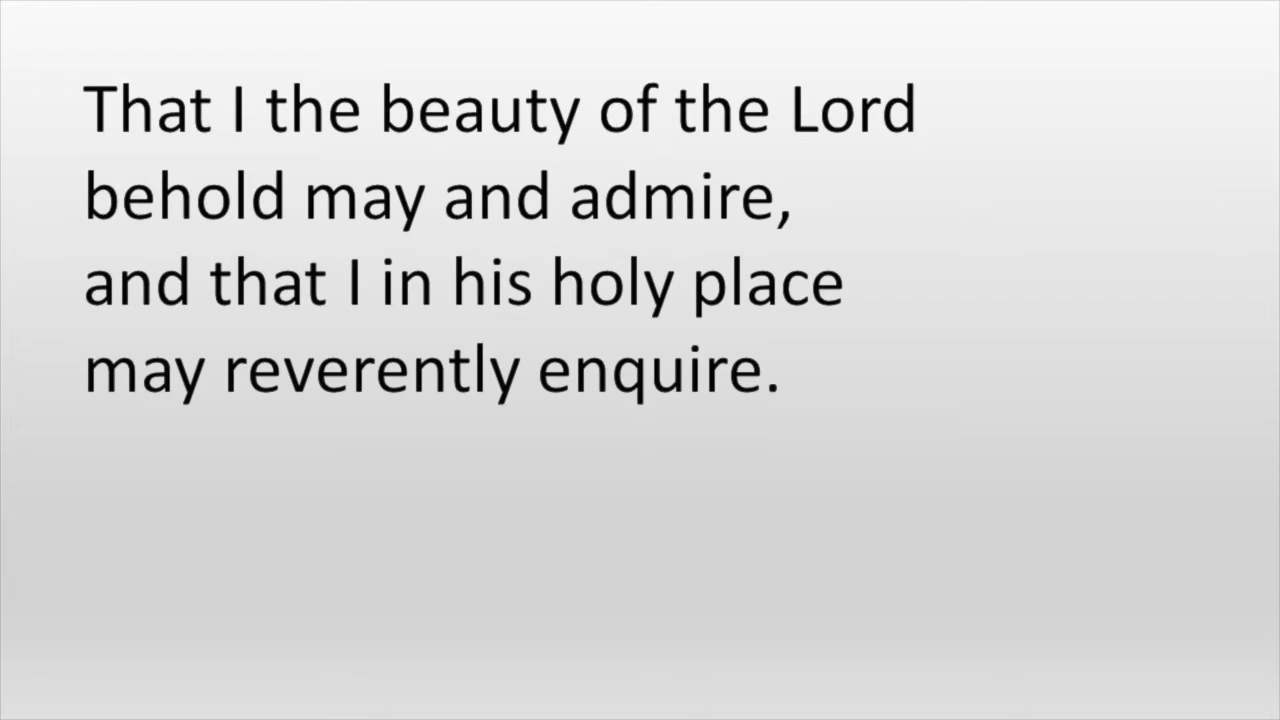 That I the beauty of the Lord
behold may and admire,
and that I in his holy place
may reverently enquire.